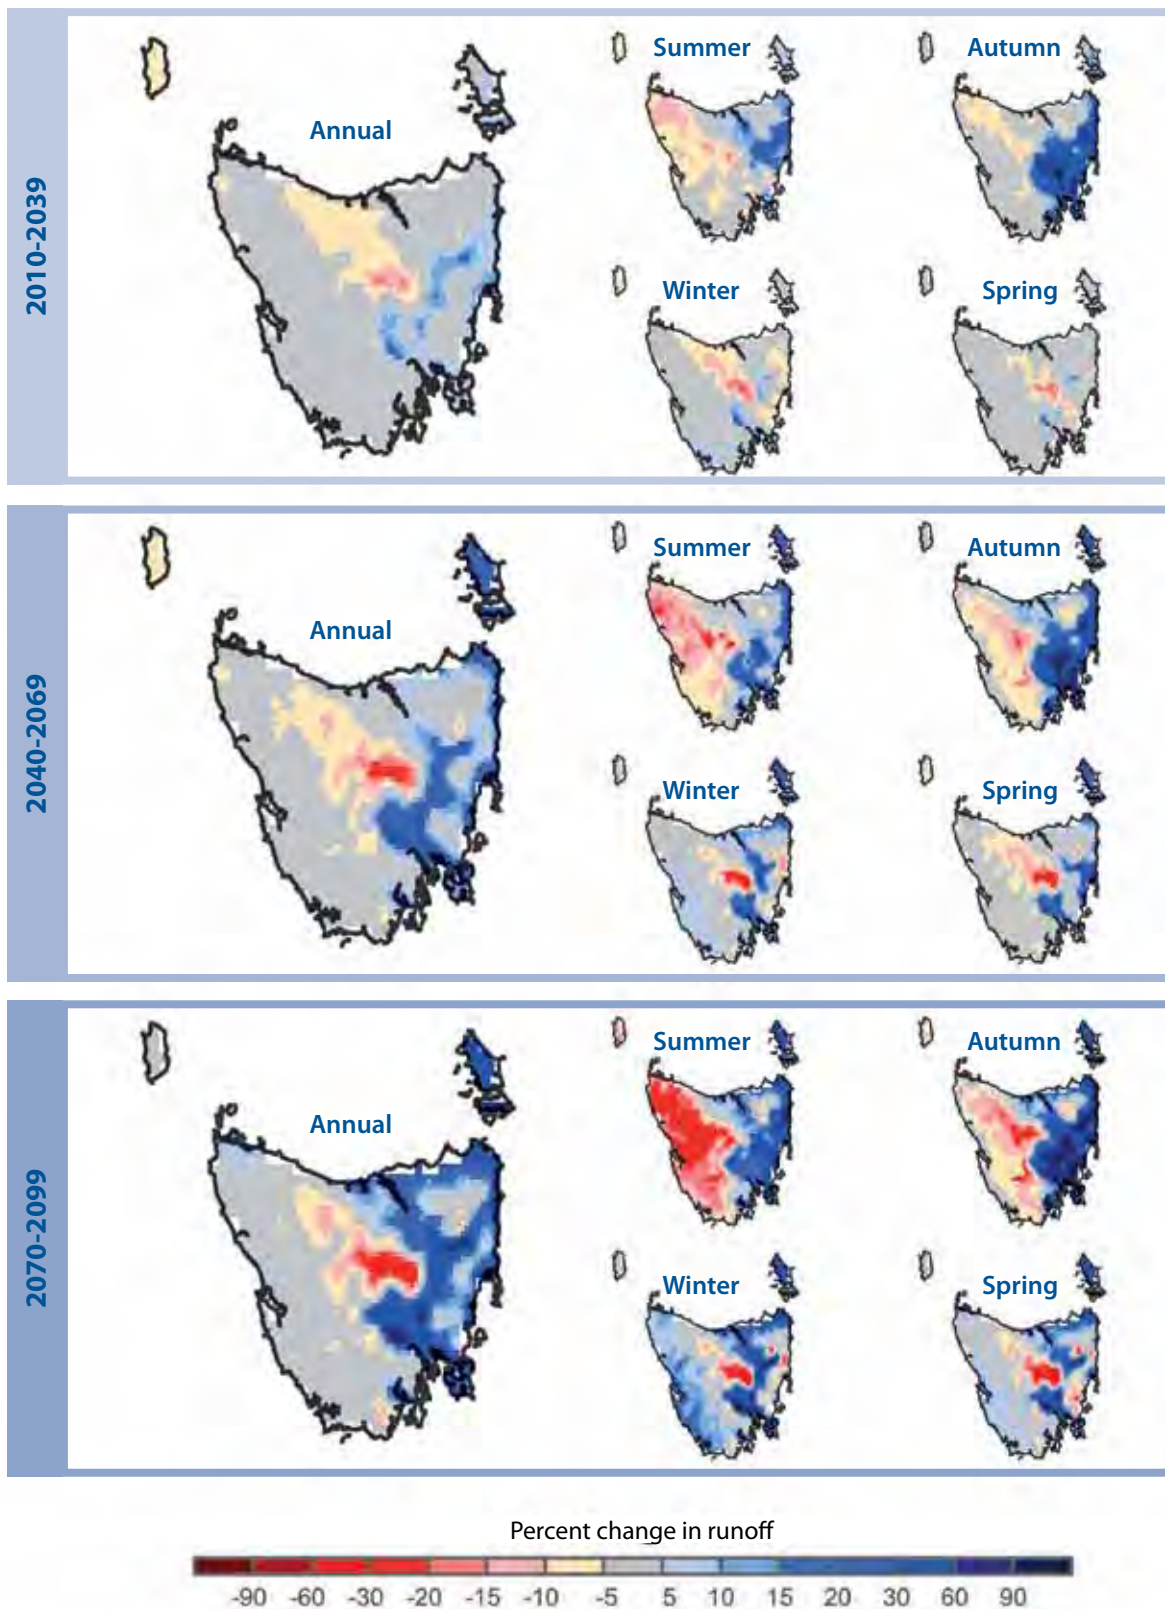 2010-2039
Annual
Summer
Autumn
Winter
Spring
2040-2069
Annual
Summer
Autumn
Winter
Spring
2070-2099
Annual
Summer
Autumn
Winter
Spring
Percent change in runoff
-90 -60 -30 -20 -15 -10 -5 5 10 15 20 30 60 90